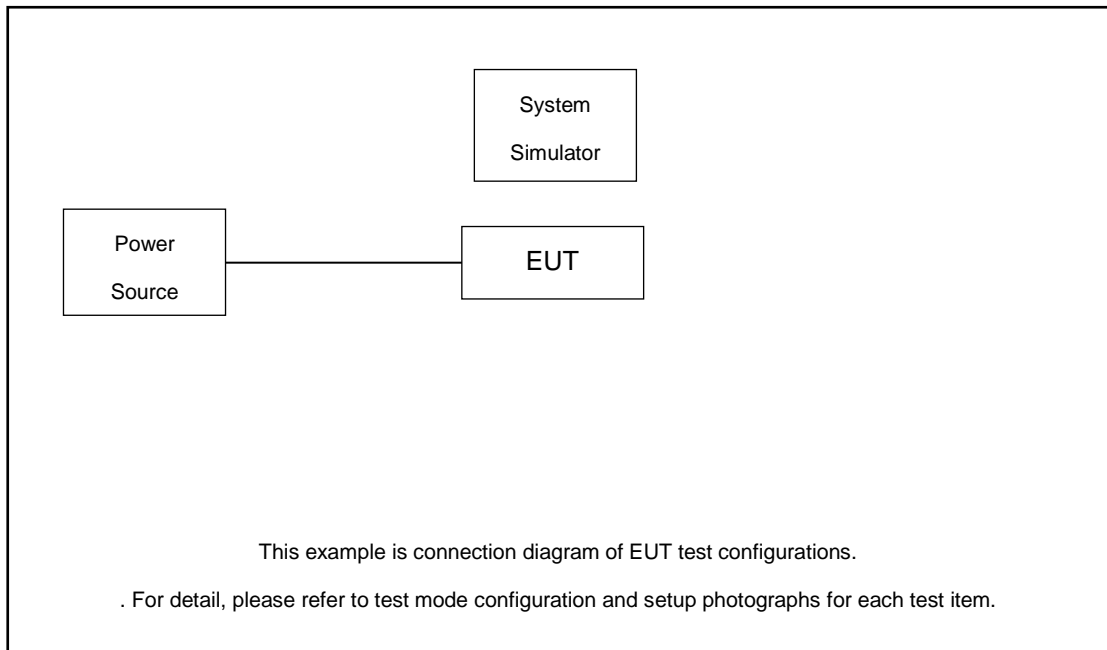 System
Simulator
Power
Source
EUT
This example is connection diagram of EUT test configurations.
. For detail, please refer to test mode configuration and setup photographs for each test item.